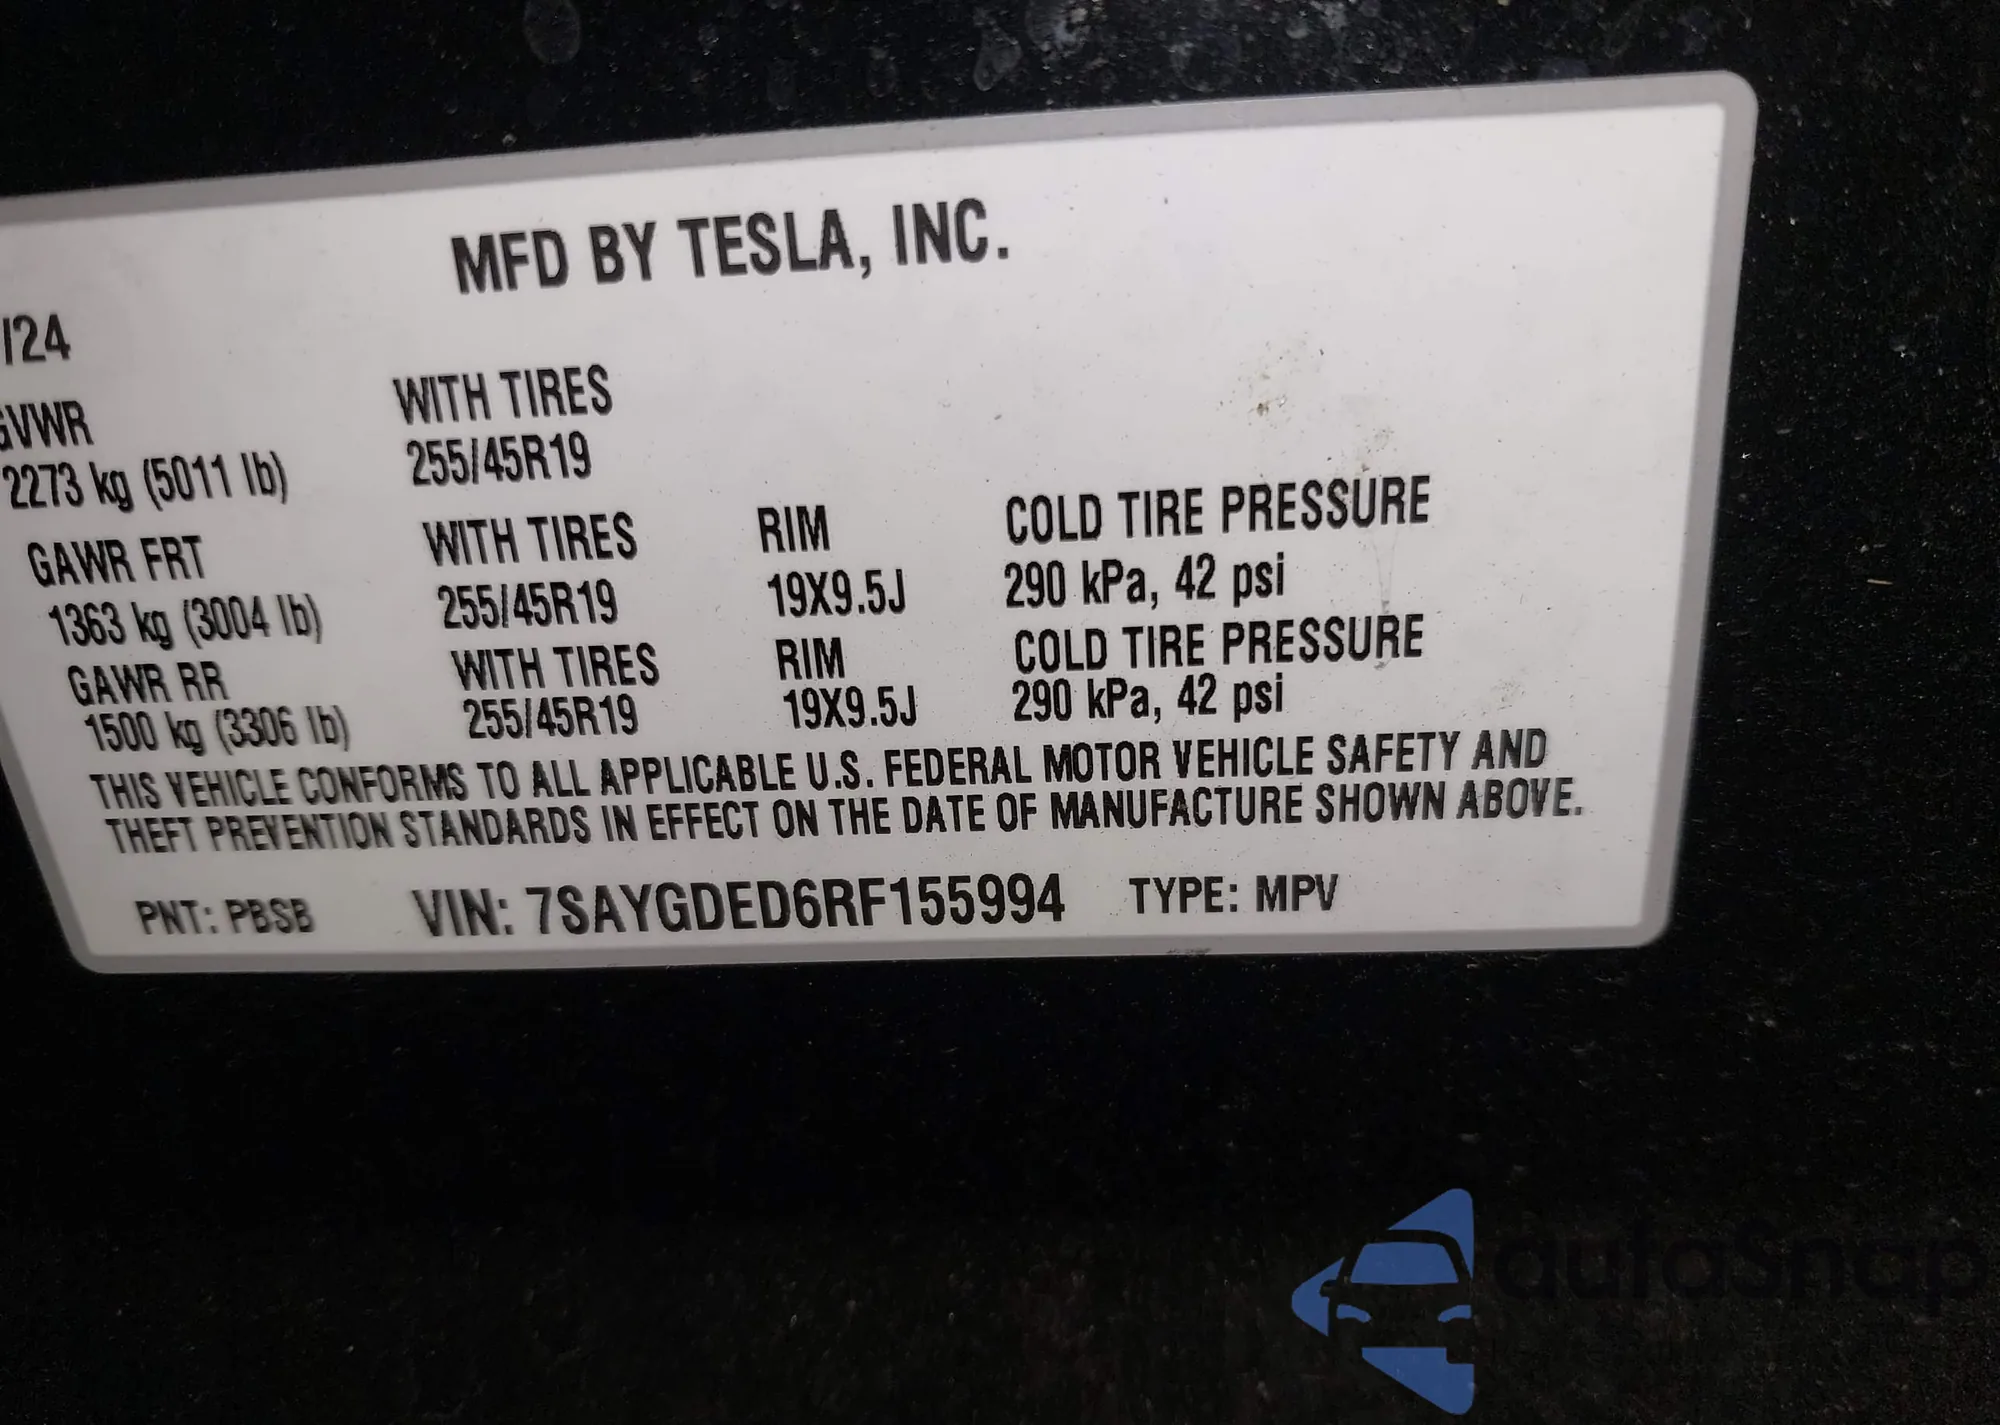 MFD BY TESLA, INC.
/24
GVWR WITH TIRES
2273 kg (5011 lb) 255/45R19
GAWR FRT WITH TIRES RIM COLD TIRE PRESSURE
1363 kg (3004 lb) 255/45R19 19X9.5J 290 kPa, 42 psi
GAWR RR WITH TIRES RIM COLD TIRE PRESSURE
1500 kg (3306 lb) 255/45R19 19X9.5J 290 kPa, 42 psi
THIS VEHICLE CONFORMS TO ALL APPLICABLE U.S. FEDERAL MOTOR VEHICLE SAFETY AND
THEFT PREVENTION STANDARDS IN EFFECT ON THE DATE OF MANUFACTURE SHOWN ABOVE.
PNT: PBSB VIN: 7SAYGDED6RF155994 TYPE: MPV
autoSnap